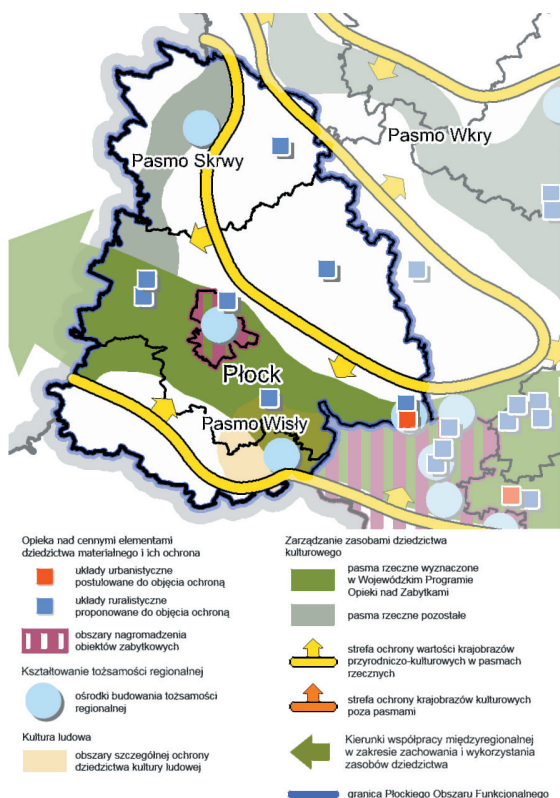 Pasmo Wkry
Pasmo Skrwy
Płock
Pasmo Wisły
Opieka nad cennymi elementami
dziedzictwa materialnego i ich ochrona
układy urbanistyczne
postulowane do objęcia ochroną
układy ruralistyczne
proponowane do objęcia ochroną
obszary nagromadzenia
obiektów zabytkowych
Kształtowanie tożsamości regionalnej
ośrodki budowania tożsamości
regionalnej
Kultura ludowa
obszary szczególnej ochrony
dziedzictwa kultury ludowej
Zarządzanie zasobami dziedzictwa
kulturowego
pasma rzeczne wyznaczone
w Wojewódzkim Programie
Opieki nad Zabytkami
pasma rzeczne pozostałe
strefa ochrony wartości krajobrazów
przyrodniczo-kulturowych w pasmach
rzecznych
strefa ochrony krajobrazów kulturowych
poza pasmami
Kierunki współpracy międzyregionalnej
w zakresie zachowania i wykorzystania
zasobów dziedzictwa
granica Płockiego Obszaru Funkcjonalnego